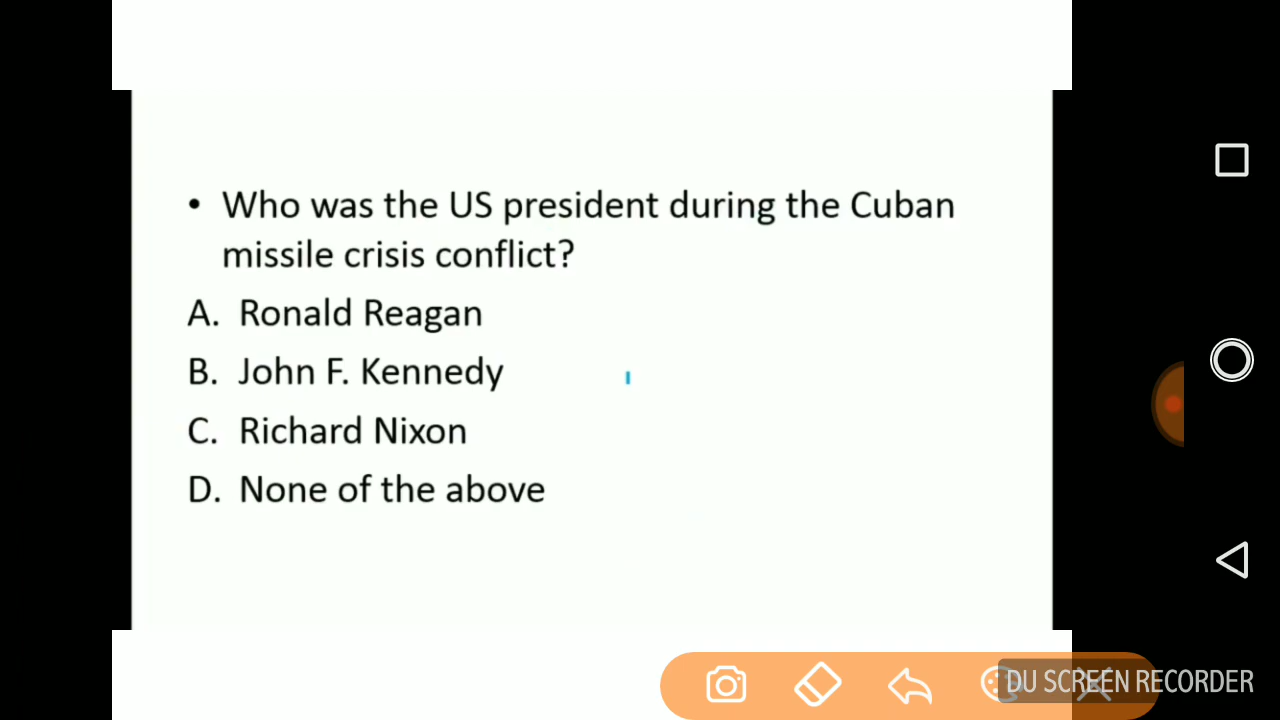 • Who was the US president during the Cuban
missile crisis conflict?
A. Ronald Reagan
B. John F. Kennedy
C. Richard Nixon
D. None of the above
DU SCREEN RECORDER